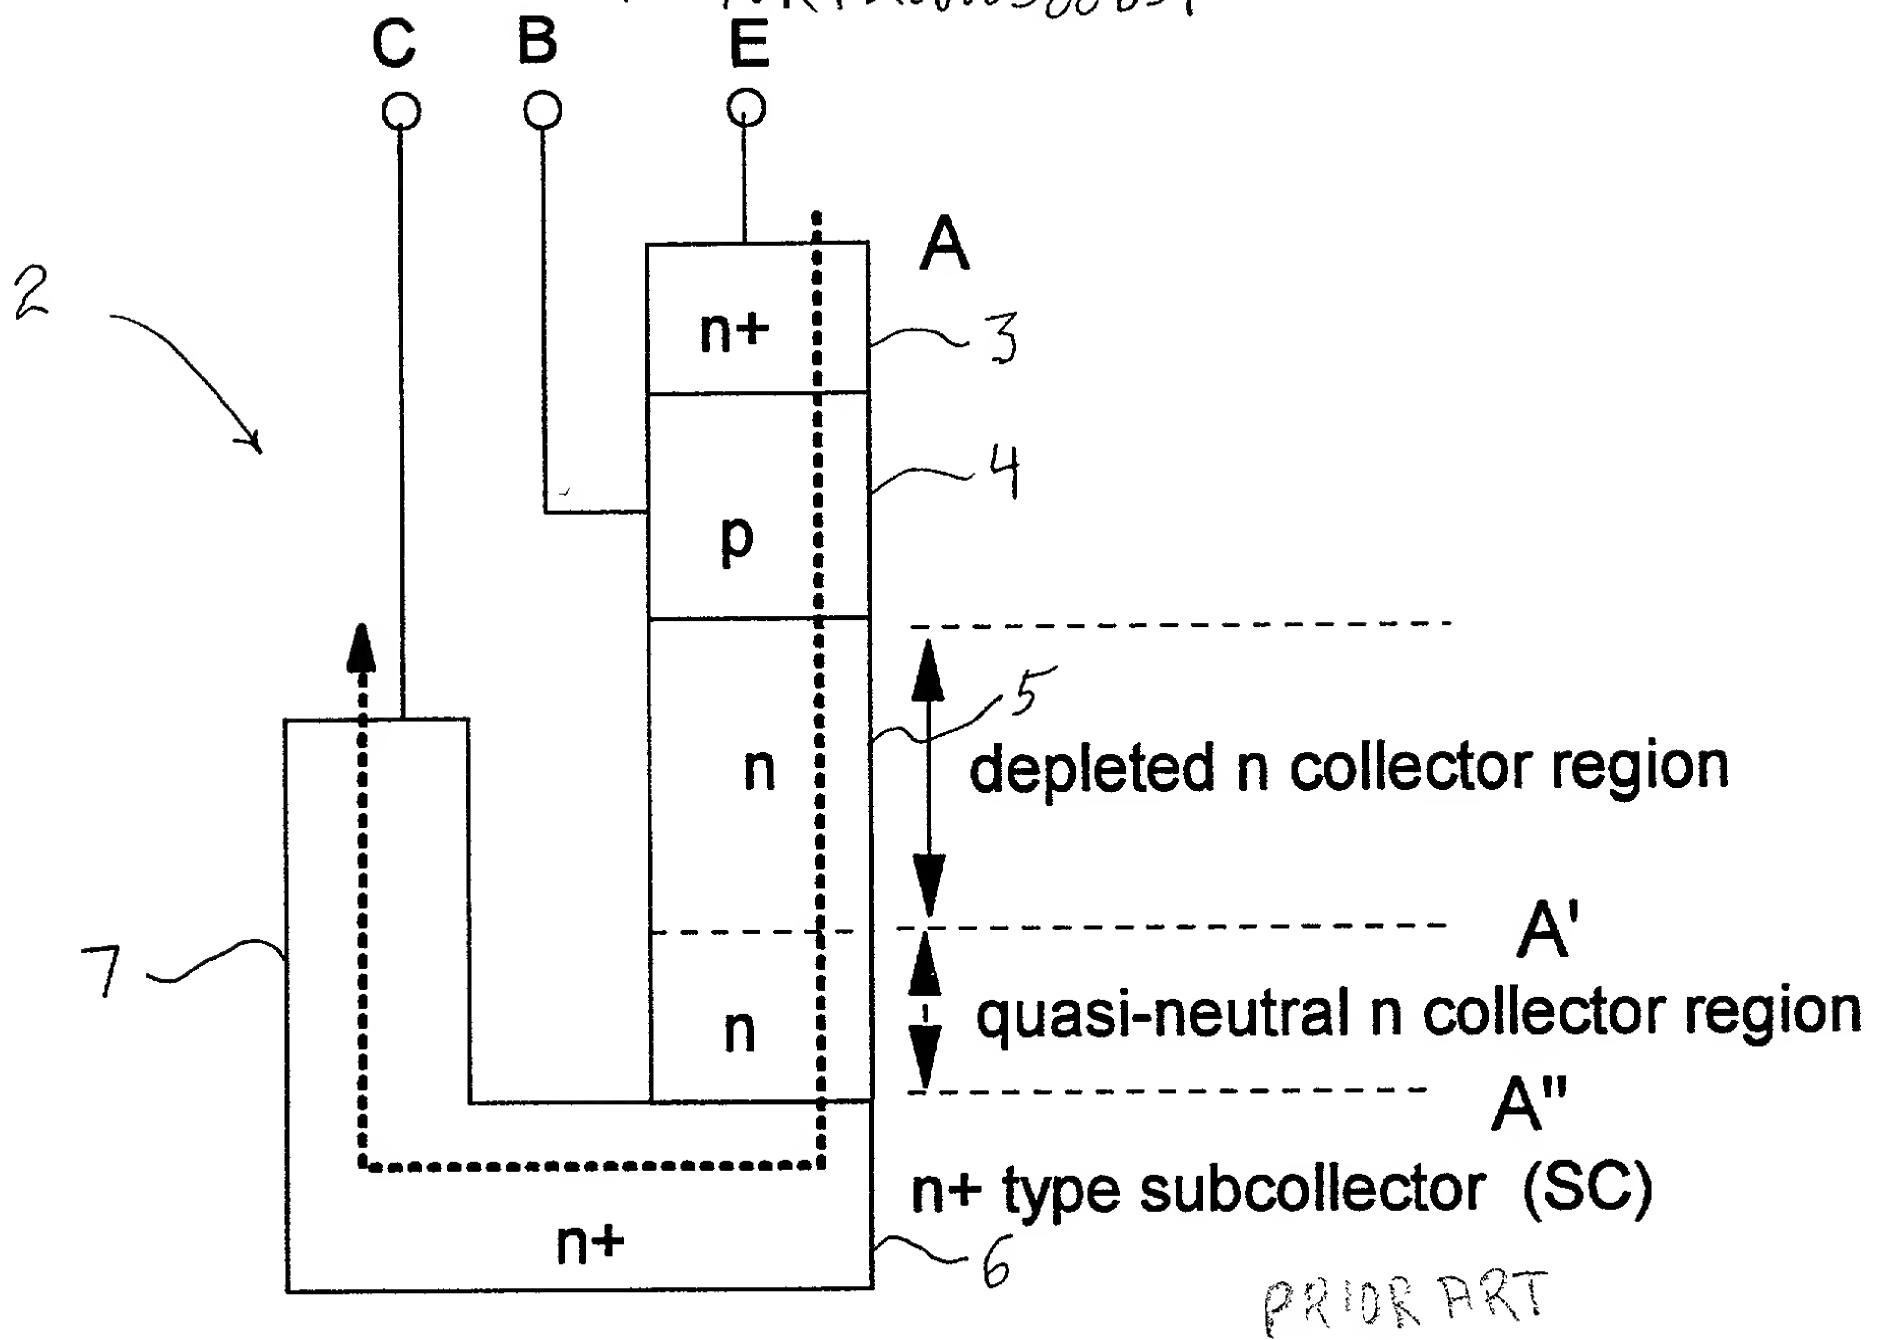 C B E
A
2
n+
3
4
p
5
n
depleted n collector region
A'
7
n
quasi-neutral n collector region
A"
n+ type subcollector (SC)
n+
6
PRIOR ART